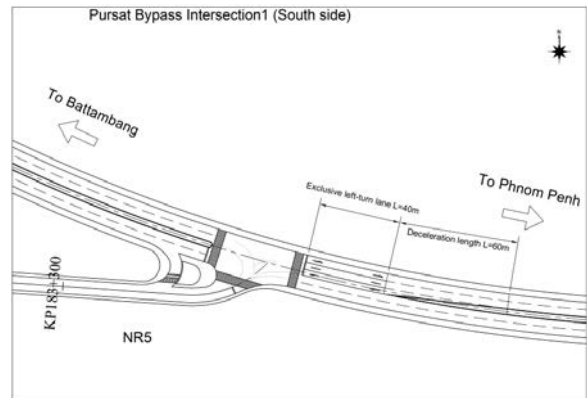 Pursat Bypass Intersection1 (South side)
N
To Battambang
Exclusive left-turn lane L=40m
To Phnom Penh
Deceleration length L=60m
KP183+300
NR5